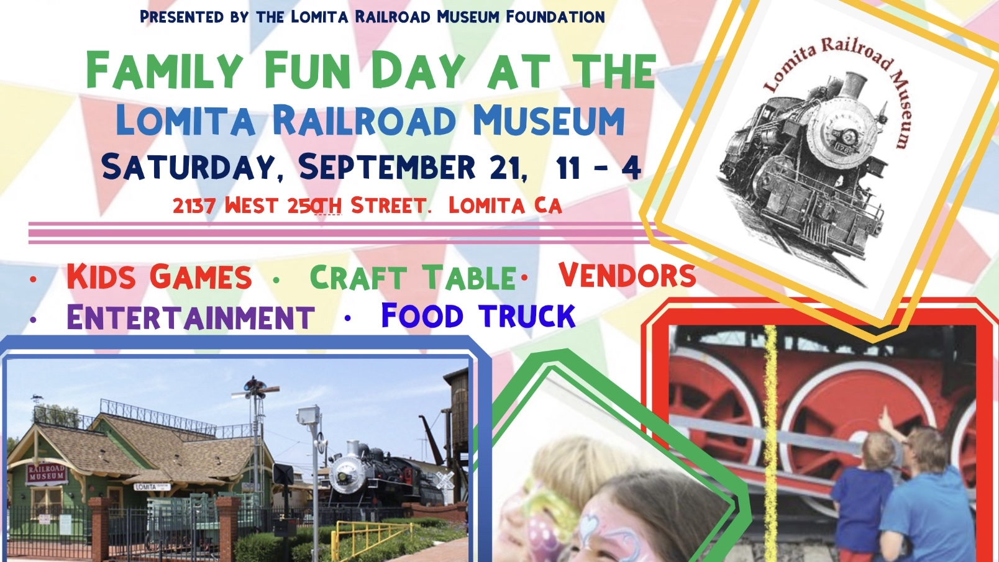 Presented by the Lomita Railroad Museum Foundation
Family Fun Day at the
Lomita Railroad Museum
Saturday, September 21, 11 - 4
2137 West 250th Street. Lomita CA
• Kids Games • Craft Table • Vendors
• Entertainment • Food truck
Lomita Railroad Museum
RAILROAD
MUSEUM
LOMITA